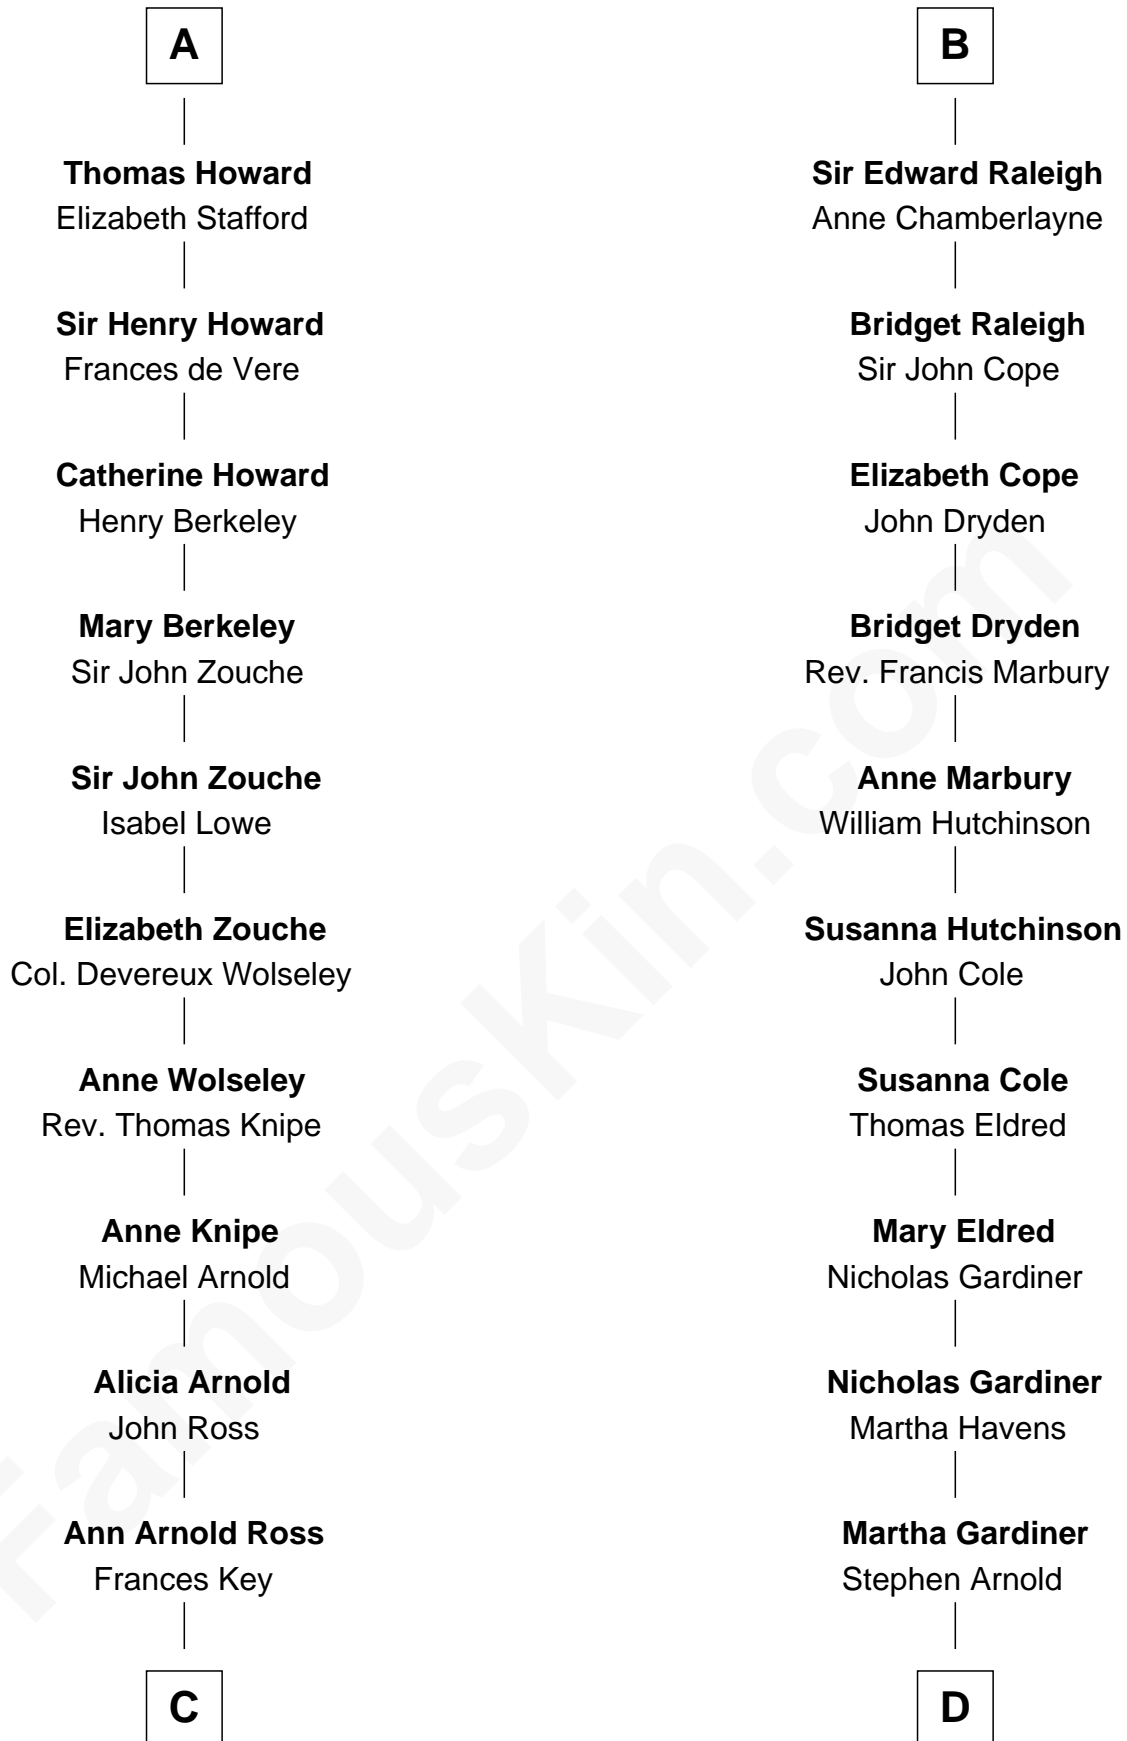 A
Thomas Howard
Elizabeth Stafford
Sir Henry Howard
Frances de Vere
Catherine Howard
Henry Berkeley
Mary Berkeley
Sir John Zouche
Sir John Zouche
Isabel Lowe
Elizabeth Zouche
Col. Devereux Wolseley
Anne Wolseley
Rev. Thomas Knipe
Anne Knipe
Michael Arnold
Alicia Arnold
John Ross
Ann Arnold Ross
Frances Key
C
B
Sir Edward Raleigh
Anne Chamberlayne
Bridget Raleigh
Sir John Cope
Elizabeth Cope
John Dryden
Bridget Dryden
Rev. Francis Marbury
Anne Marbury
William Hutchinson
Susanna Hutchinson
John Cole
Susanna Cole
Thomas Eldred
Mary Eldred
Nicholas Gardiner
Nicholas Gardiner
Martha Havens
Martha Gardiner
Stephen Arnold
D
FamousKin.com